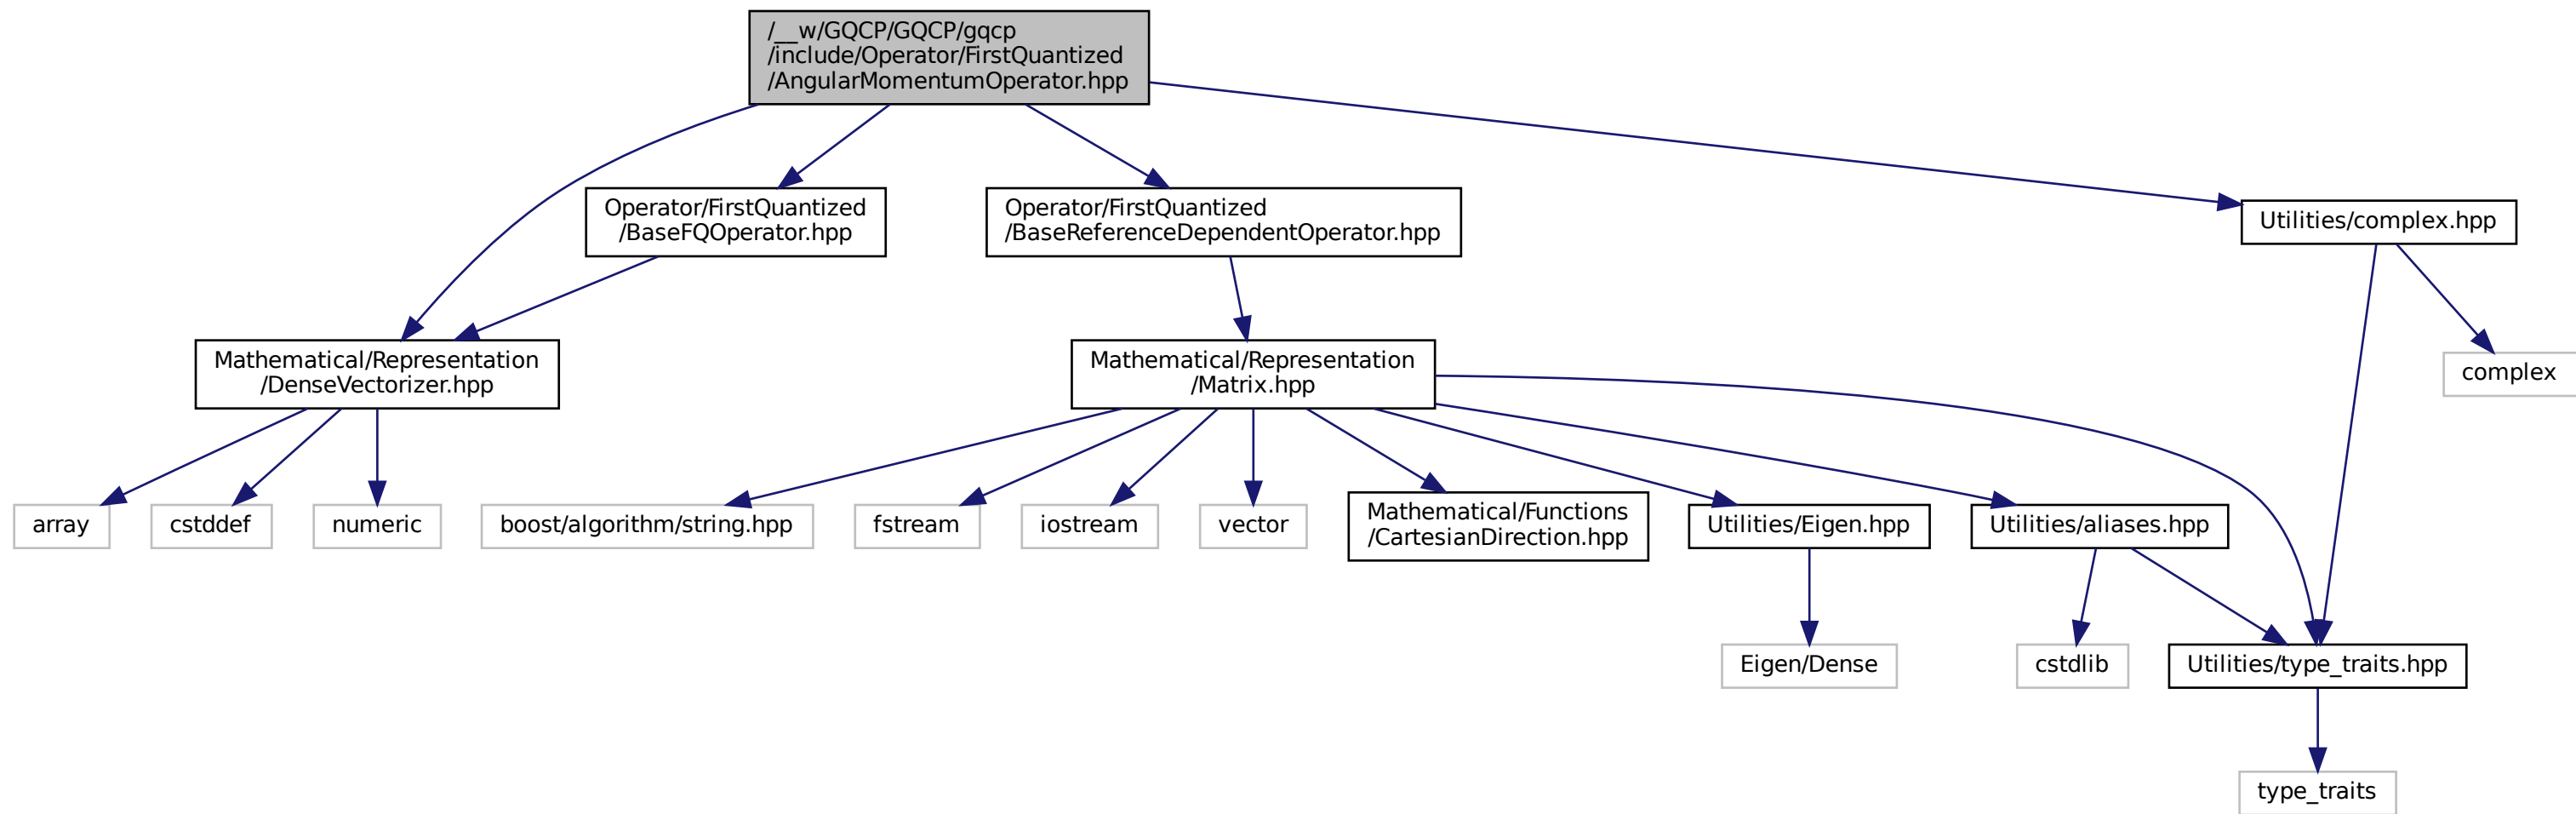 /__w/GQCP/GQCP/gqcp
/include/Operator/FirstQuantized
/AngularMomentumOperator.hpp
Operator/FirstQuantized
/BaseFQOperator.hpp
Operator/FirstQuantized
/BaseReferenceDependentOperator.hpp
Utilities/complex.hpp
Mathematical/Representation
/DenseVectorizer.hpp
Mathematical/Representation
/Matrix.hpp
complex
array
cstddef
numeric
boost/algorithm/string.hpp
fstream
iostream
vector
Mathematical/Functions
/CartesianDirection.hpp
Utilities/Eigen.hpp
Utilities/aliases.hpp
Eigen/Dense
cstdlib
Utilities/type_traits.hpp
type_traits